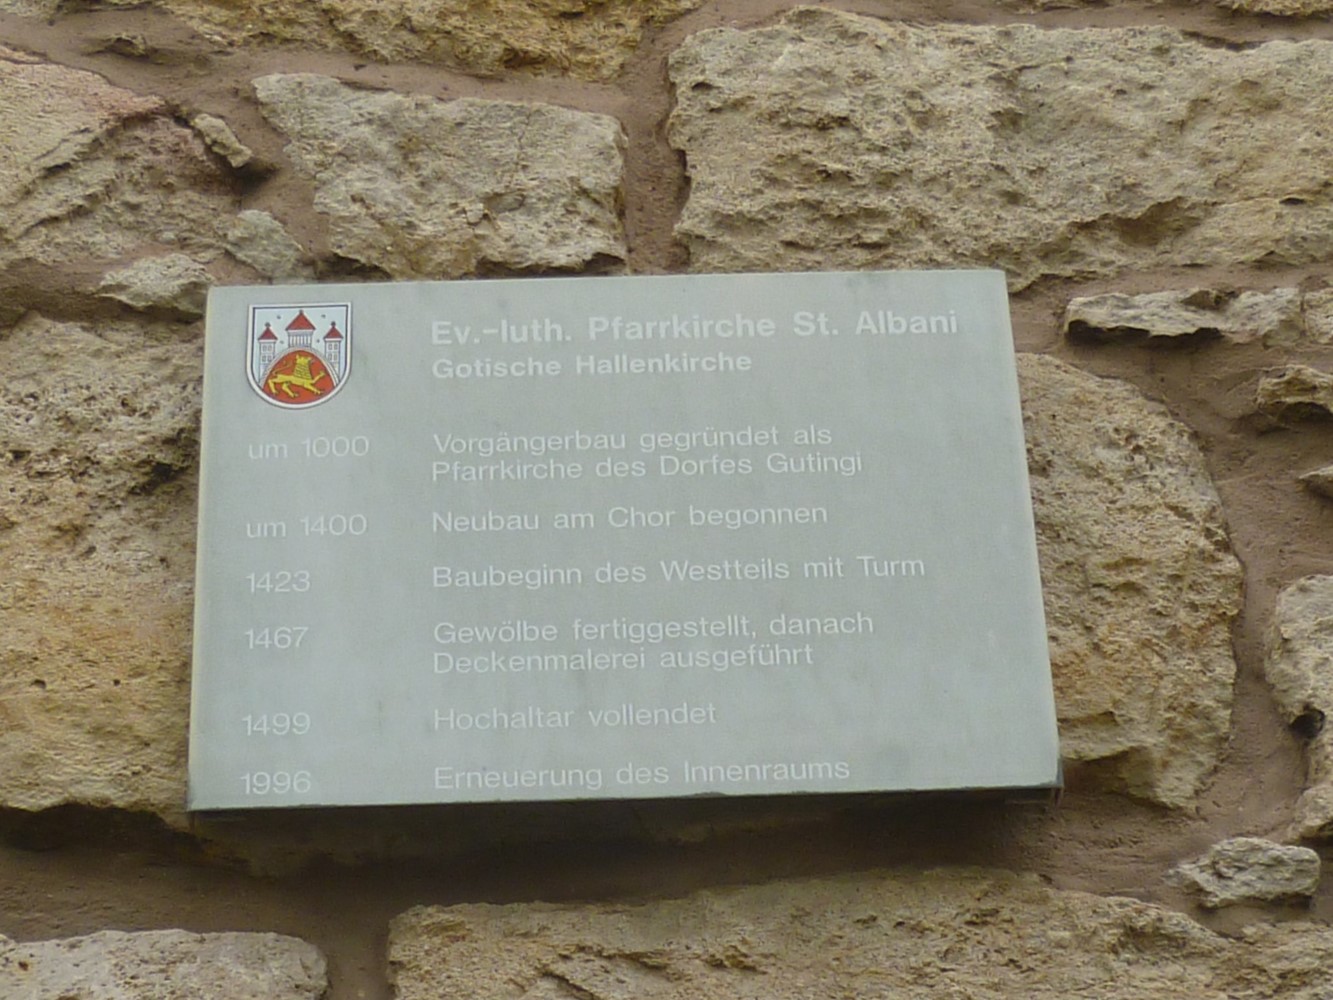 Ev.-luth. Pfarrkirche St. Albani
Gotische Hallenkirche
um 1000 Vorgängerbau gegründet als
Pfarrkirche des Dorfes Gutingi
um 1400 Neubau am Chor begonnen
1423 Baubeginn des Westteils mit Turm
1467 Gewölbe fertiggestellt, danach
Deckenmalerei ausgeführt
1499 Hochaltar vollendet
1996 Erneuerung des Innenraums